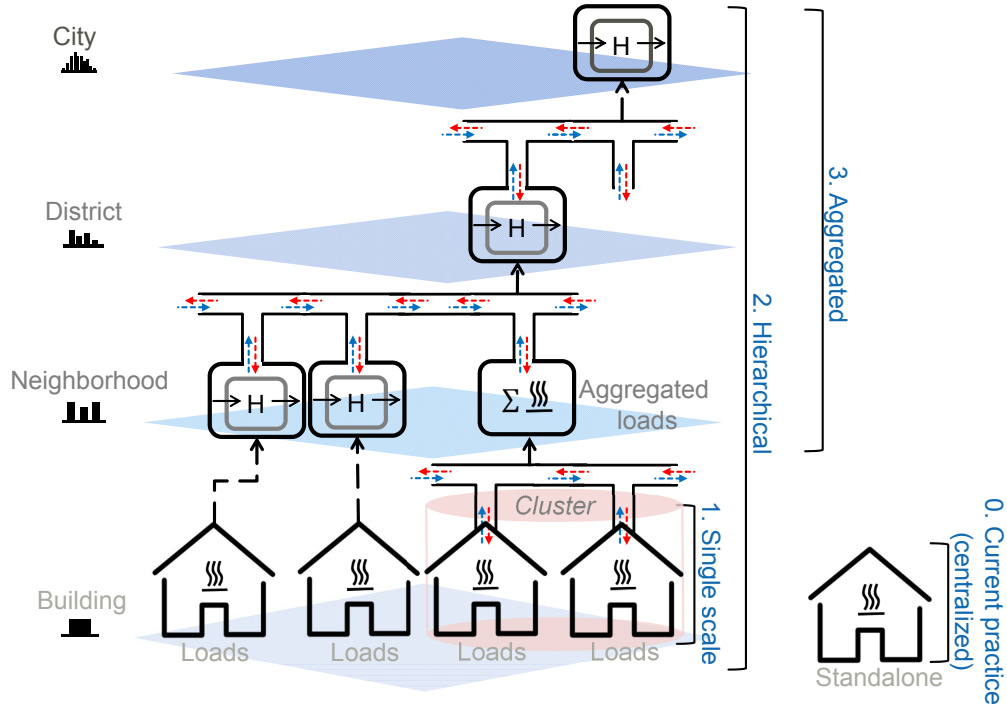 City
H
3. Aggregated
District
H
2. Hierarchical
Neighborhood
H
H
Σ
Aggregated
loads
Cluster
1. Single scale
0. Current practice
(centralized)
Building
Loads
Loads
Loads
Loads
Standalone